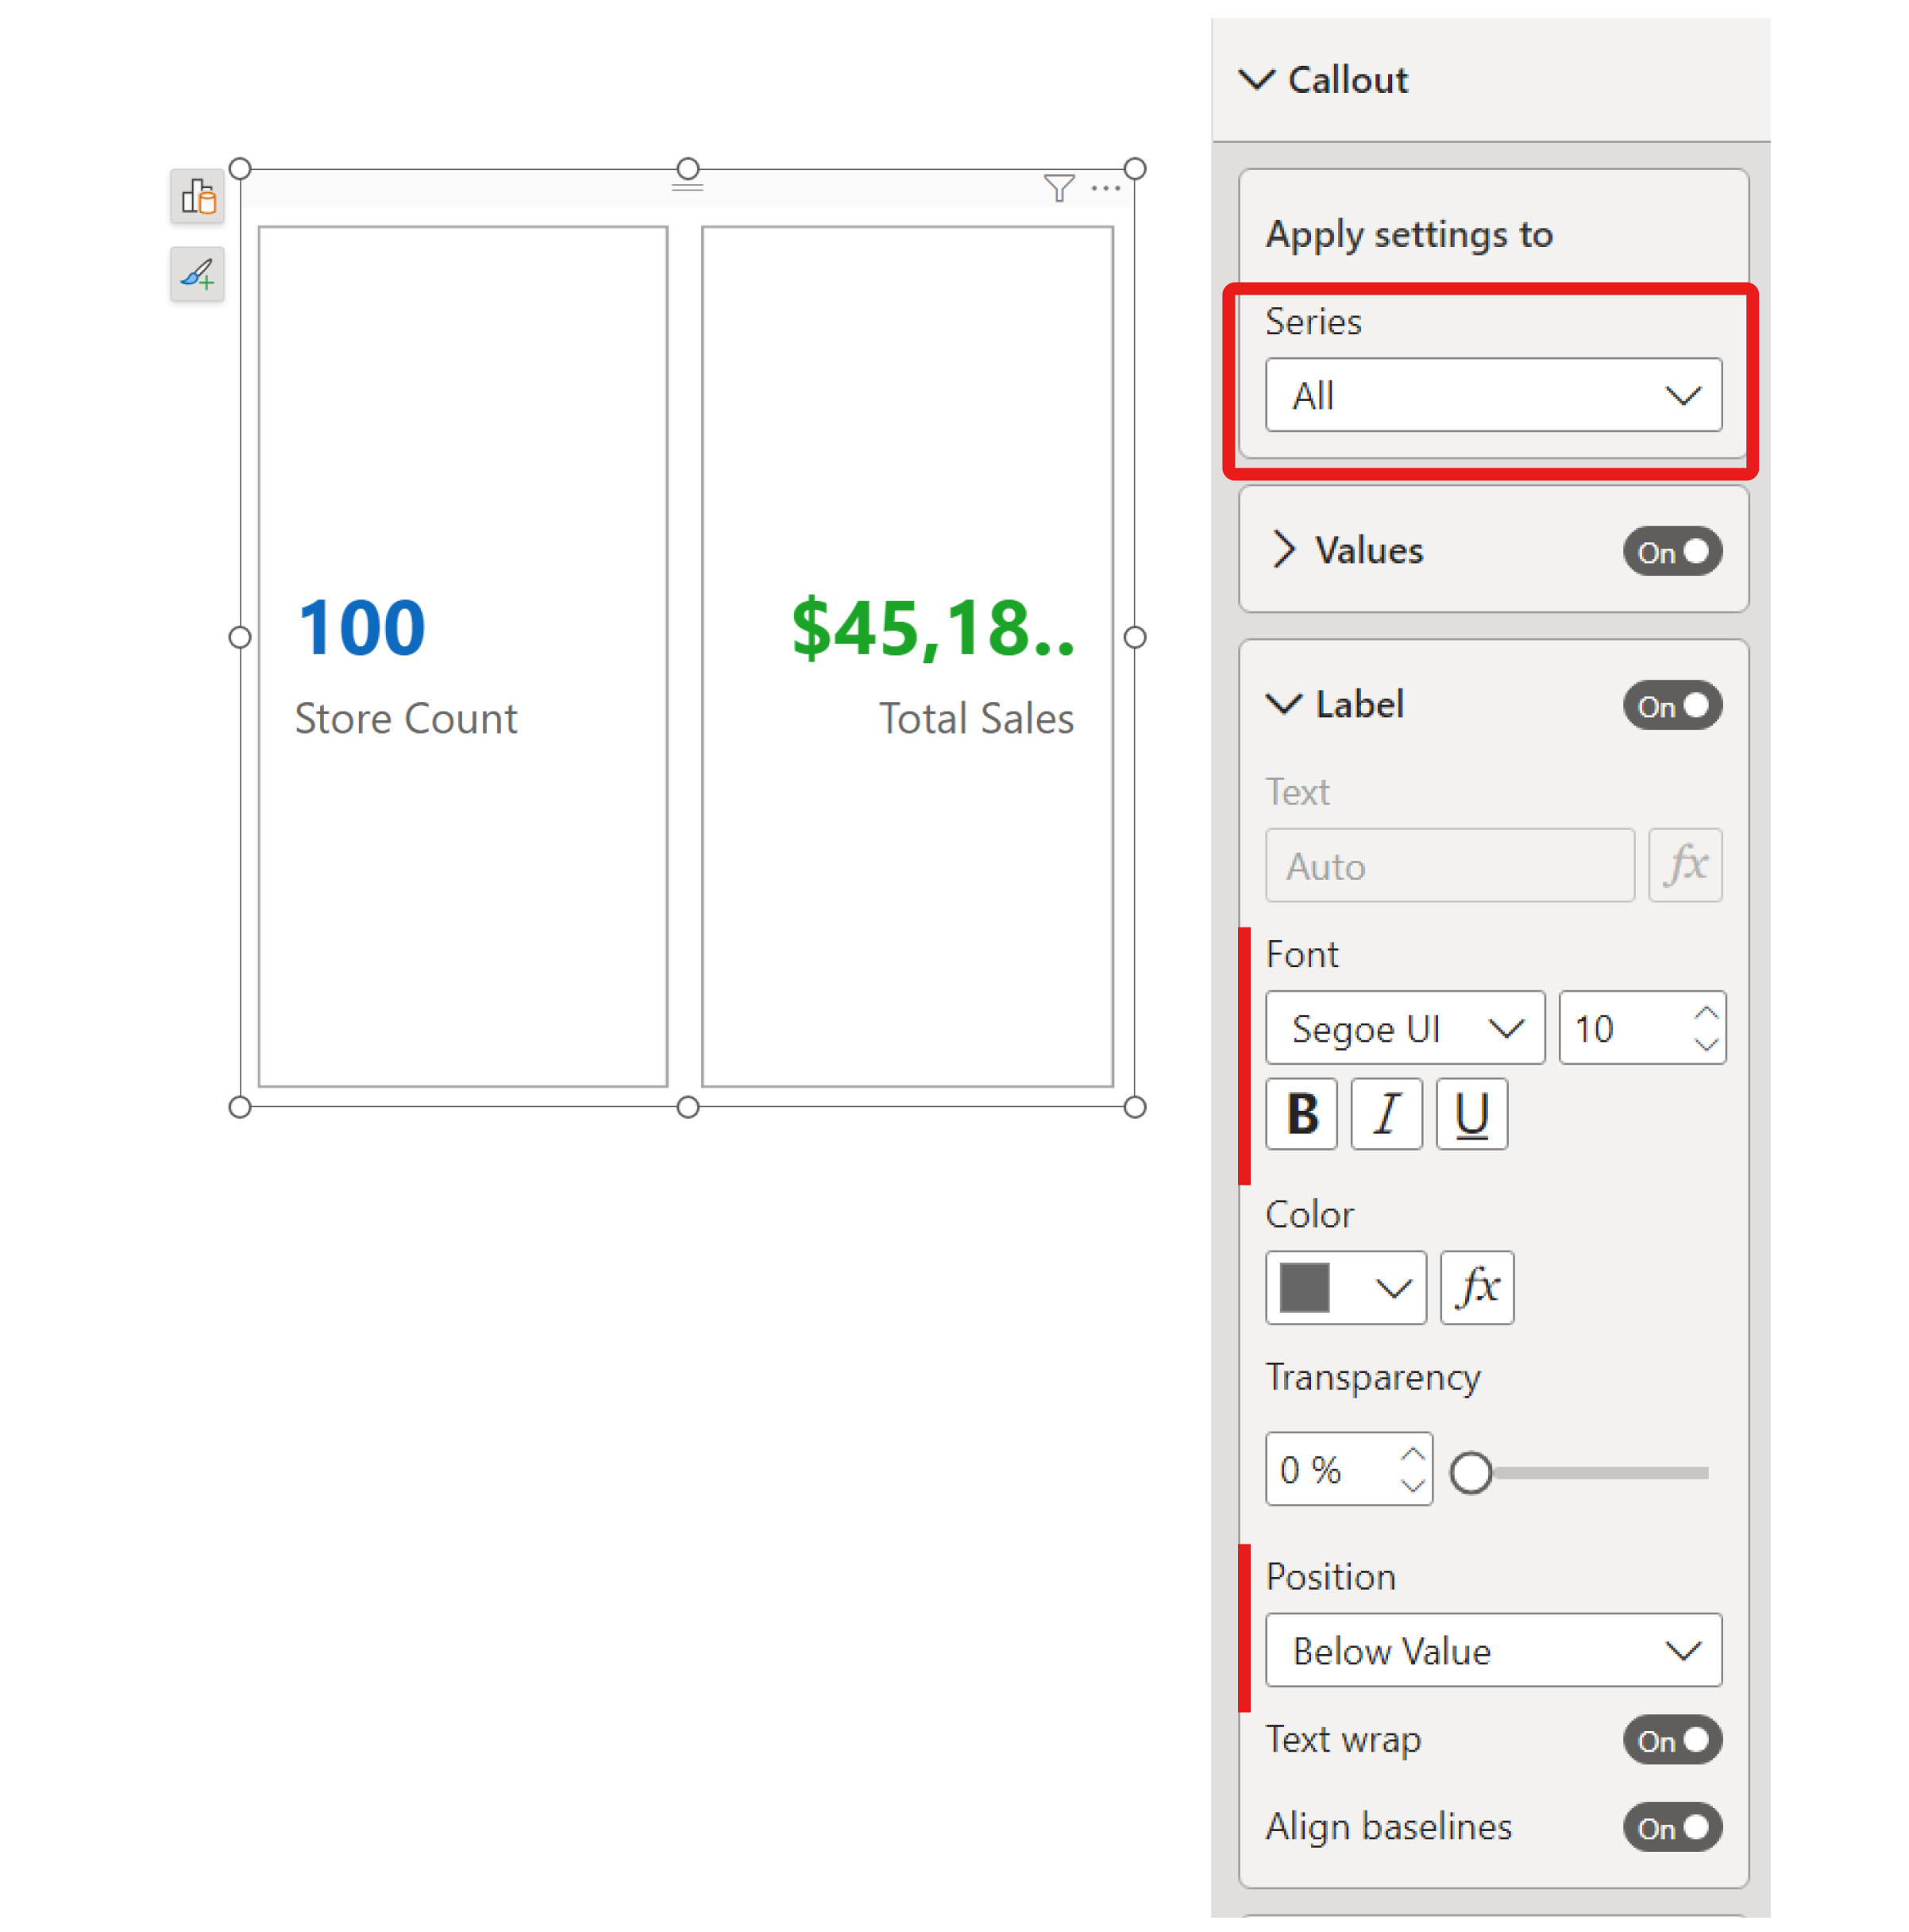 100
Store Count
$45,18..
Total Sales
Callout
Apply settings to
Series
All
Values
On
Label
On
Text
Auto
fx
Font
Segoe UI
10
B I U
Color
fx
Transparency
0 %
Position
Below Value
Text wrap
On
Align baselines
On